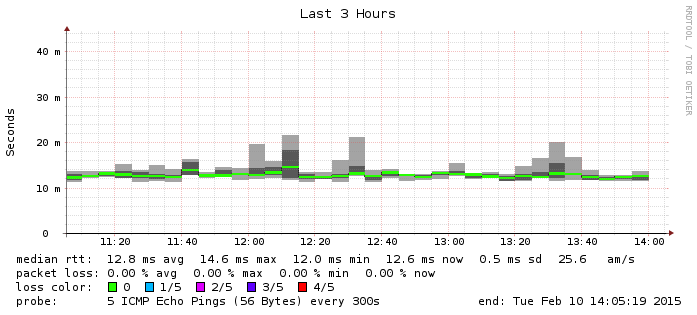 Last 3 Hours
RRDTOOL / TOBI OETIKER
Seconds
40 m
30 m
20 m
10 m
0
11:20 11:40 12:00 12:20 12:40 13:00 13:20 13:40 14:00
median rtt: 12.8 ms avg 14.6 ms max 12.0 ms min 12.6 ms now 0.5 ms sd 25.6 am/s
packet loss: 0.00 % avg 0.00 % max 0.00 % min 0.00 % now
loss color: 0 1/5 2/5 3/5 4/5
probe: 5 ICMP Echo Pings (56 Bytes) every 300s end: Tue Feb 10 14:05:19 2015